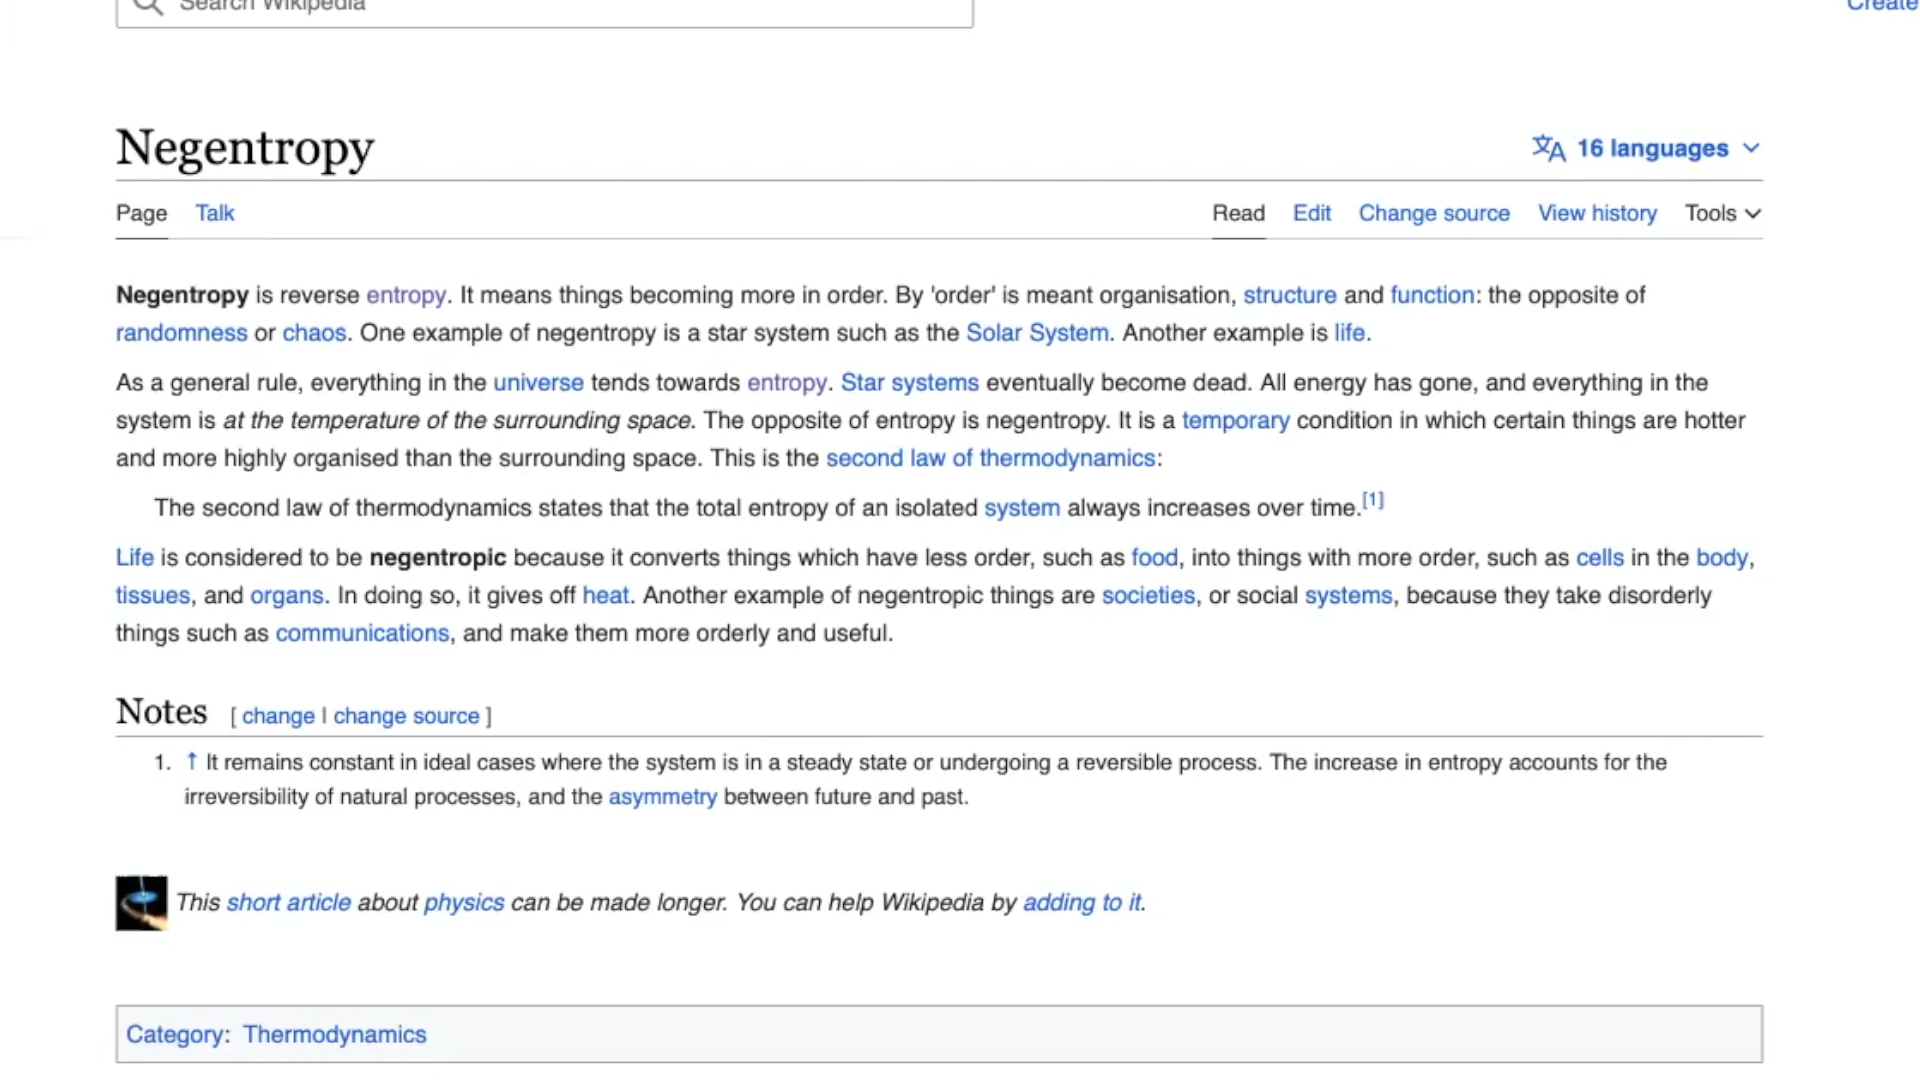 Search Wikipedia
Create
Negentropy
16 languages
Page Talk
Read Edit Change source View history Tools
Negentropy is reverse entropy. It means things becoming more in order. By 'order' is meant organisation, structure and function: the opposite of
randomness or chaos. One example of negentropy is a star system such as the Solar System. Another example is life.
As a general rule, everything in the universe tends towards entropy. Star systems eventually become dead. All energy has gone, and everything in the
system is at the temperature of the surrounding space. The opposite of entropy is negentropy. It is a temporary condition in which certain things are hotter
and more highly organised than the surrounding space. This is the second law of thermodynamics:
The second law of thermodynamics states that the total entropy of an isolated system always increases over time.[1]
Life is considered to be negentropic because it converts things which have less order, such as food, into things with more order, such as cells in the body,
tissues, and organs. In doing so, it gives off heat. Another example of negentropic things are societies, or social systems, because they take disorderly
things such as communications, and make them more orderly and useful.
Notes [ change | change source ]
1. ↑ It remains constant in ideal cases where the system is in a steady state or undergoing a reversible process. The increase in entropy accounts for the
irreversibility of natural processes, and the asymmetry between future and past.
This short article about physics can be made longer. You can help Wikipedia by adding to it.
Category: Thermodynamics